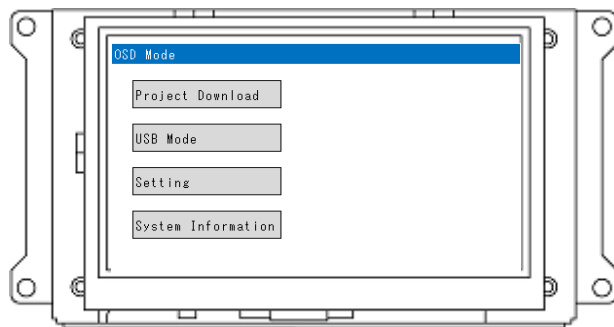 OSD Mode
Project Download
USB Mode
Setting
System Information